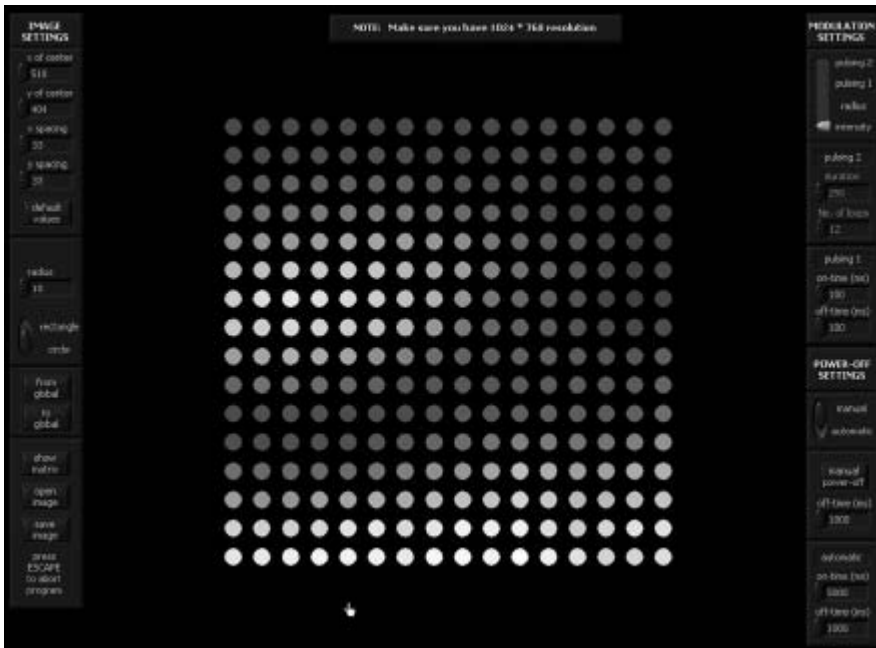 IMAGE
SETTINGS
x of center
510
y of center
404
x spacing
33
y spacing
33
default
values
radius
10
rectangle
circle
from
global
to
global
show
matrix
open
image
save
image
press
ESCAPE
to abort
program
NOTE: Make sure you have 1024 * 768 resolution
MODULATION
SETTINGS
pulsing 2
pulsing 1
radius
intensity
pulsing 2
duration
250
No. of loops
12
pulsing 1
on-time (ms)
100
off-time (ms)
100
POWER-OFF
SETTINGS
manual
automatic
manual
power-off
off-time (ms)
1000
automatic
on-time (ms)
5000
off-time (ms)
1000